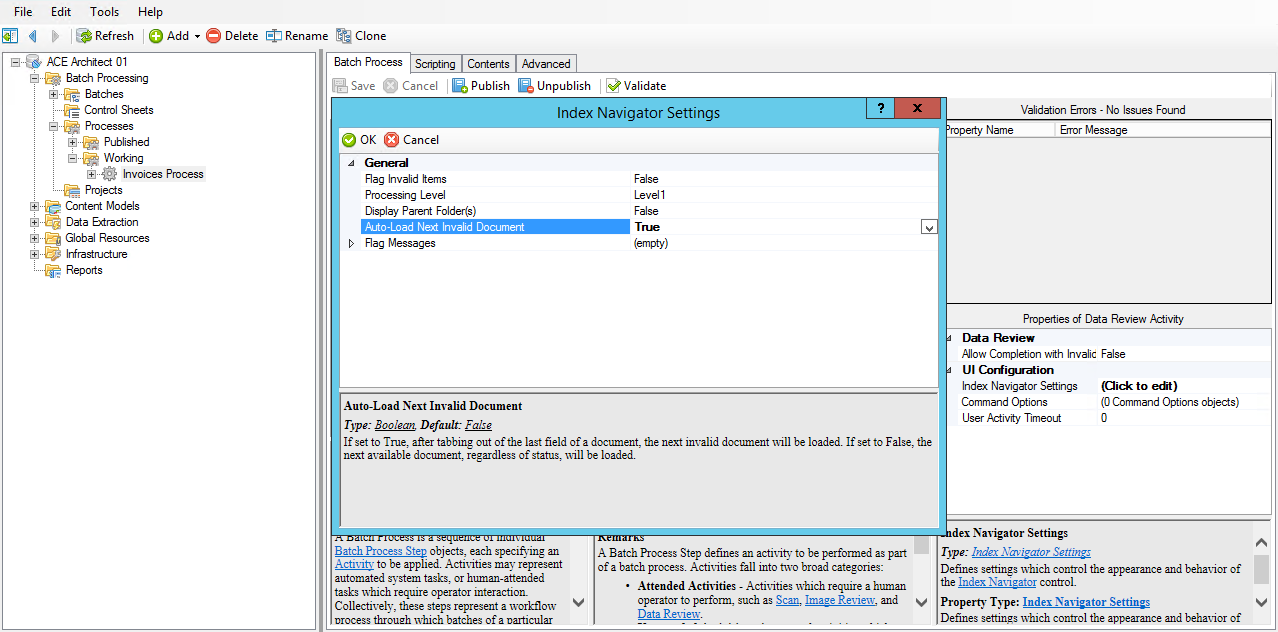 File Edit Tools Help
Refresh Add Delete Rename Clone
ACE Architect 01
Batch Processing
Batches
Control Sheets
Processes
Published
Working
Invoices Process
Projects
Content Models
Data Extraction
Global Resources
Infrastructure
Reports
Batch Process Scripting Contents Advanced
Save Cancel Publish Unpublish Validate
Index Navigator Settings ? x
OK Cancel
General
Flag Invalid Items False
Processing Level Level1
Display Parent Folder(s) False
Auto-Load Next Invalid Document True
Flag Messages (empty)
Auto-Load Next Invalid Document
Type: Boolean, Default: False
If set to True, after tabbing out of the last field of a document, the next invalid document will be loaded. If set to False, the
next available document, regardless of status, will be loaded.
Validation Errors - No Issues Found
Property Name Error Message
Properties of Data Review Activity
Data Review
Allow Completion with Invalid False
UI Configuration
Index Navigator Settings (Click to edit)
Command Options (0 Command Options objects)
User Activity Timeout 0
A Batch Process is a sequence of individual
Batch Process Step objects, each specifying an
Activity to be applied. Activities may represent
automated system tasks, or human-attended
tasks which require operator interaction.
Collectively, these steps represent a workflow
process through which batches of a particular
Remarks
A Batch Process Step defines an activity to be performed as part
of a batch process. Activities fall into two broad categories:
• Attended Activities - Activities which require a human
operator to perform, such as Scan, Image Review, and
Data Review.
Index Navigator Settings
Type: Index Navigator Settings
Defines settings which control the appearance and behavior of
the Index Navigator control.
Property Type: Index Navigator Settings
Defines settings which control the appearance and behavior of